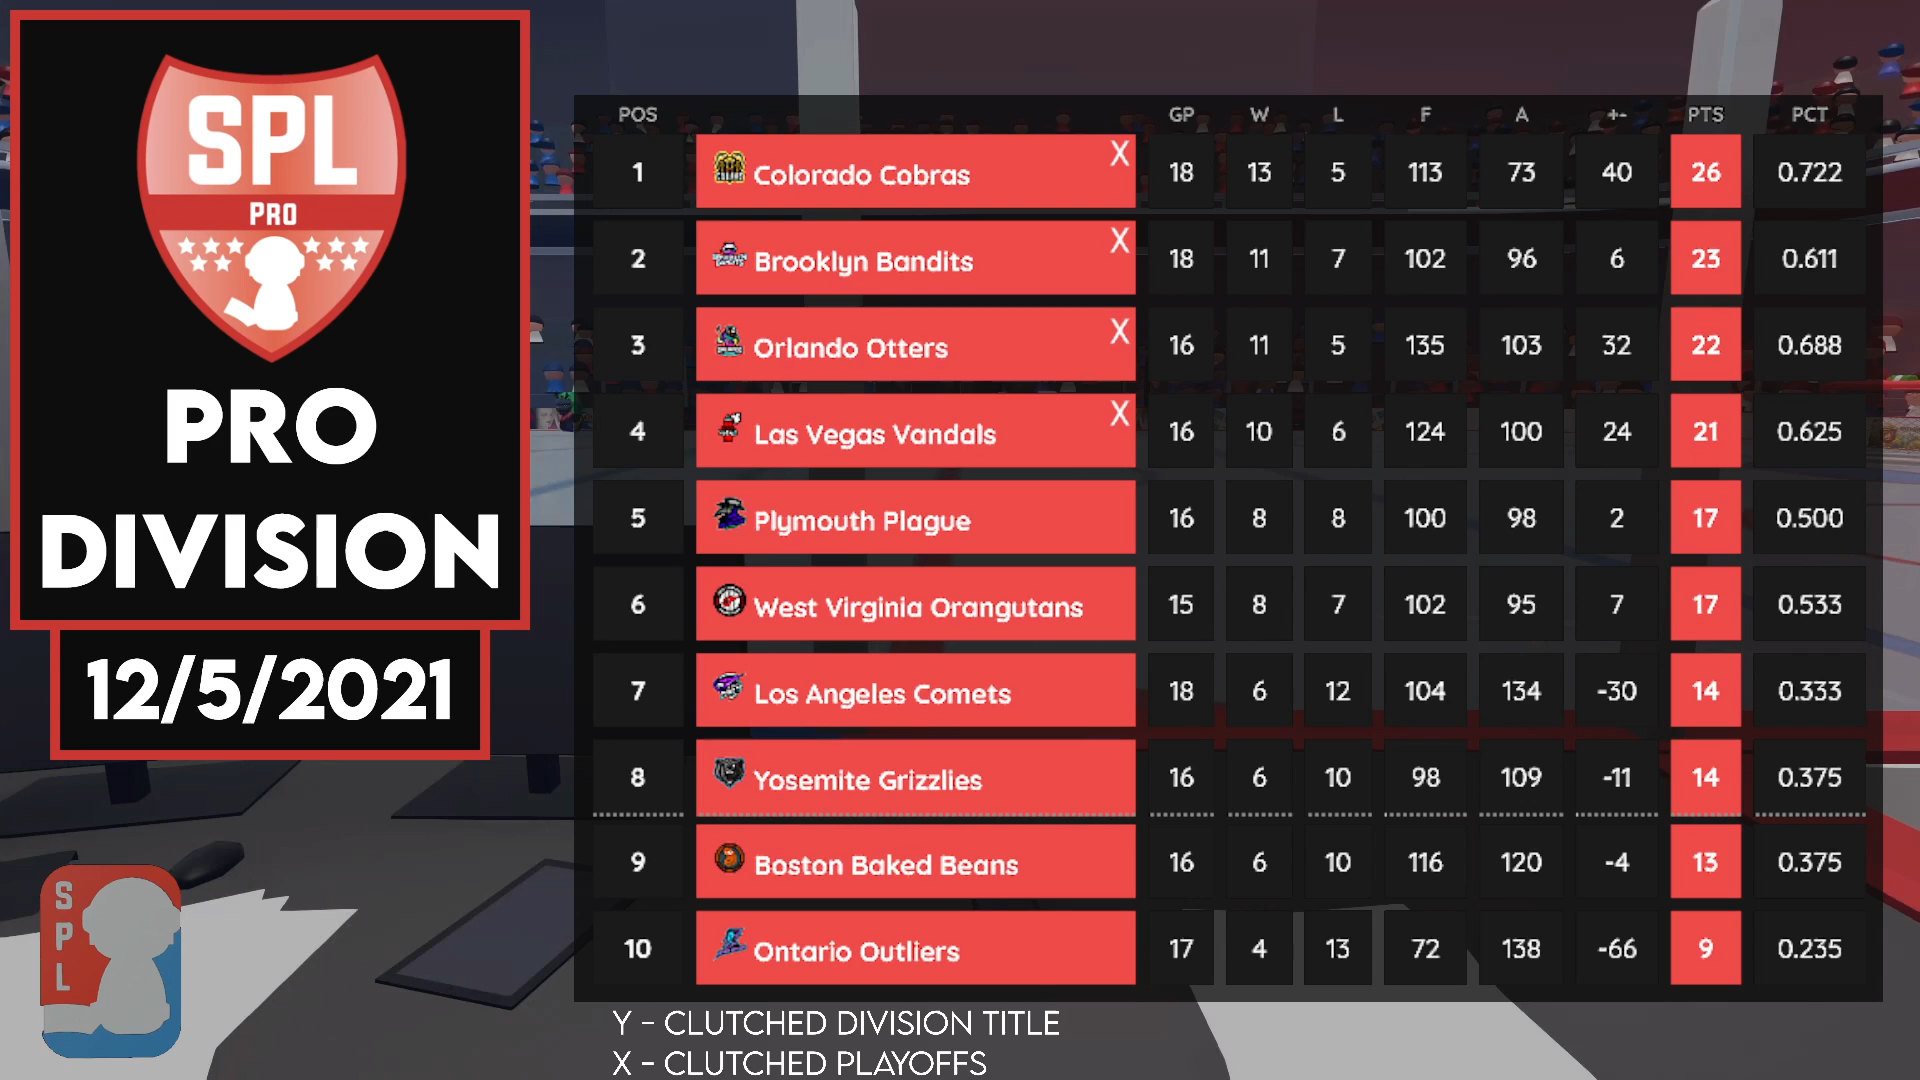 SPL
PRO
PRO
DIVISION
12/5/2021
POS GP W L F A +- PTS PCT
1 Colorado Cobras X 18 13 5 113 73 40 26 0.722
2 Brooklyn Bandits X 18 11 7 102 96 6 23 0.611
3 Orlando Otters X 16 11 5 135 103 32 22 0.688
4 Las Vegas Vandals X 16 10 6 124 100 24 21 0.625
5 Plymouth Plague 16 8 8 100 98 2 17 0.500
6 West Virginia Orangutans 15 8 7 102 95 7 17 0.533
7 Los Angeles Comets 18 6 12 104 134 -30 14 0.333
8 Yosemite Grizzlies 16 6 10 98 109 -11 14 0.375
9 Boston Baked Beans 16 6 10 116 120 -4 13 0.375
10 Ontario Outliers 17 4 13 72 138 -66 9 0.235
SPL
Y - CLUTCHED DIVISION TITLE
X - CLUTCHED PLAYOFFS